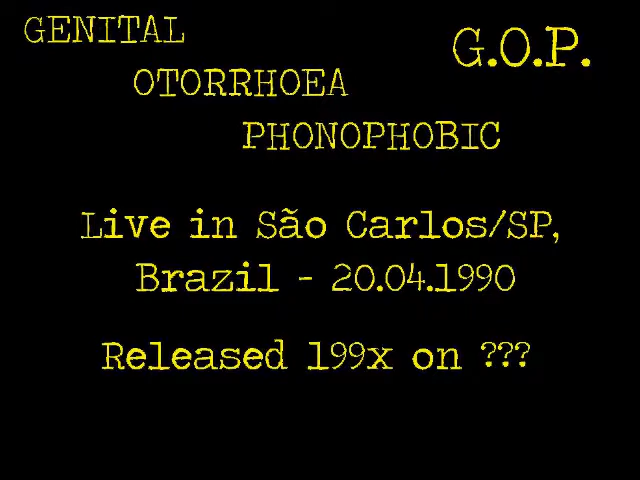 GENITAL
G.O.P.
OTORRHOEA
PHONOPHOBIC
Live in São Carlos/SP,
Brazil - 20.04.1990
Released 199x on ???